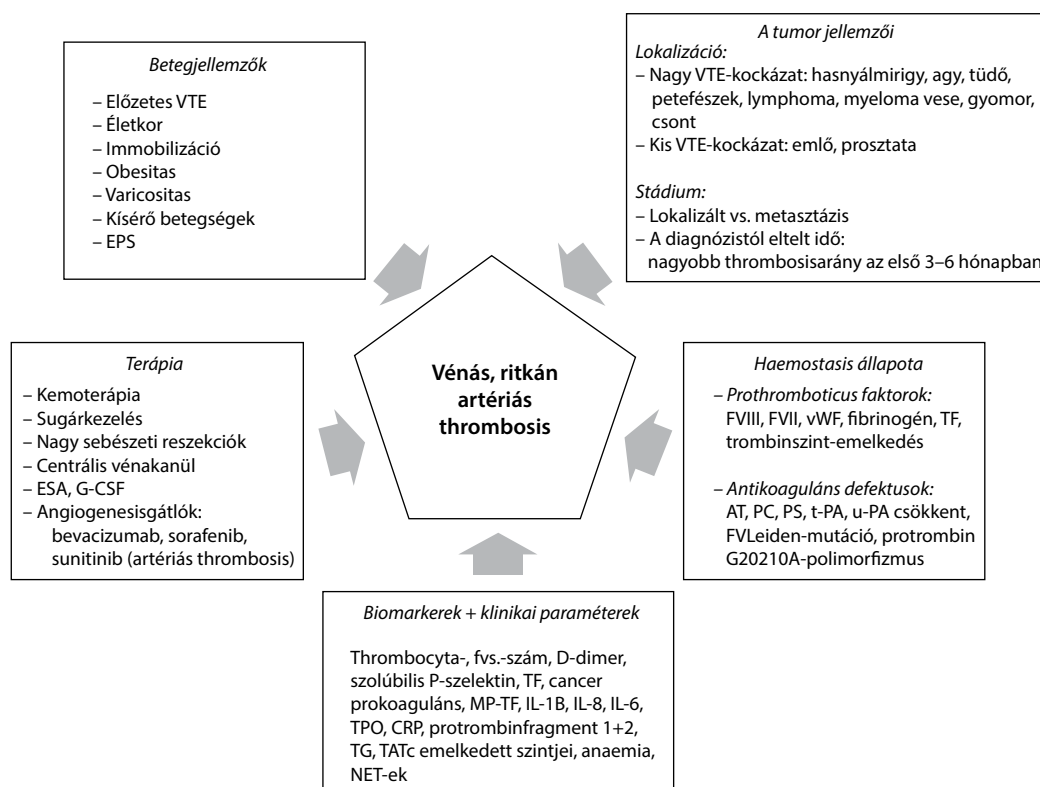 Betegjellemzők
– Előzetes VTE
– Életkor
– Immobilizáció
– Obesitas
– Varicositas
– Kísérő betegségek
– EPS
A tumor jellemzői
Lokalizáció:
– Nagy VTE-kockázat: hasnyálmirigy, agy, tüdő,
petefészek, lymphoma, myeloma vese, gyomor,
csont
– Kis VTE-kockázat: emlő, prosztata
Stádium:
– Lokalizált vs. metasztázis
– A diagnózistól eltelt idő:
nagyobb thrombosisarány az első 3–6 hónapban
Terápia
– Kemoterápia
– Sugárkezelés
– Nagy sebészeti reszekciók
– Centrális vénakanül
– ESA, G-CSF
– Angiogenesisgátlók:
bevacizumab, sorafenib,
sunitinib (artériás thrombosis)
Vénás, ritkán
artériás
thrombosis
Haemostasis állapota
– Prothromboticus faktorok:
FVIII, FVII, vWF, fibrinogén, TF,
trombinszint-emelkedés
– Antikoaguláns defektusok:
AT, PC, PS, t-PA, u-PA csökkent,
FVLeiden-mutáció, protrombin
G20210A-polimorfizmus
Biomarkerek + klinikai paraméterek
Thrombocyta-, fvs.-szám, D-dimer,
szolúbilis P-szelektin, TF, cancer
prokoaguláns, MP-TF, IL-1B, IL-8, IL-6,
TPO, CRP, protrombinfragment 1+2,
TG, TATc emelkedett szintjei, anaemia,
NET-ek